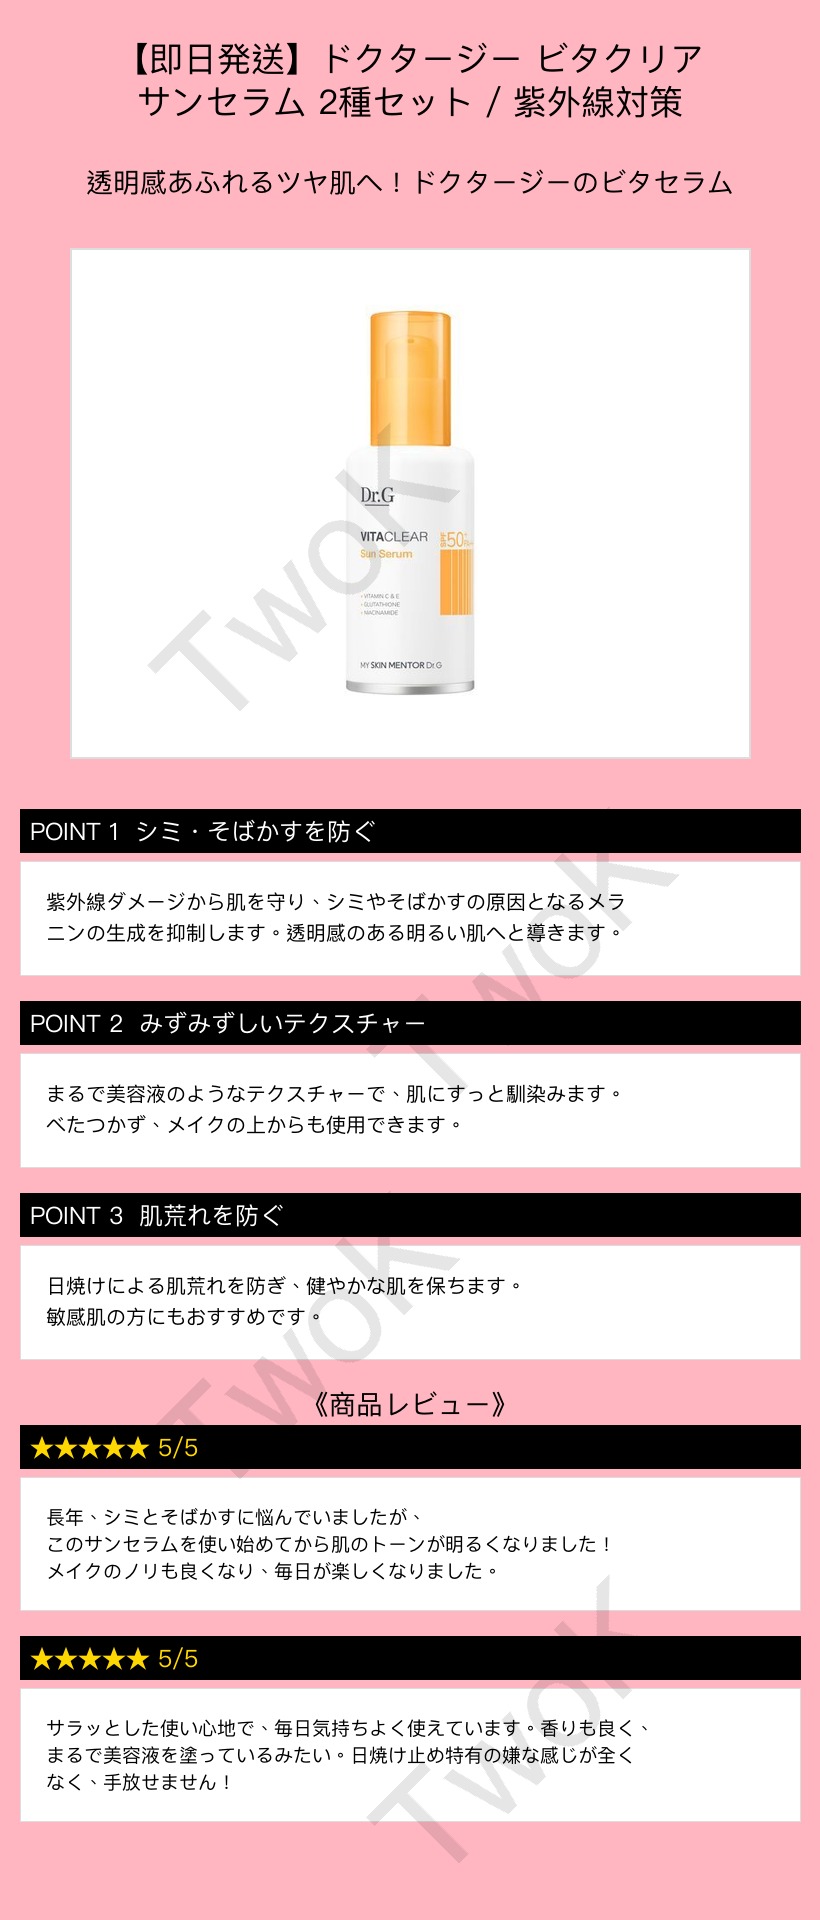 【即日発送】ドクタージー ビタクリア
サンセラム 2種セット / 紫外線対策
透明感あふれるツヤ肌へ！ドクタージーのビタセラム
Dr.G
VITACLEAR
Sun Serum
SPF 50+
• VITAMIN C & E
• GLUTATHIONE
• NIACINAMIDE
MY SKIN MENTOR Dr.G
TwoK
POINT 1 シミ・そばかすを防ぐ
紫外線ダメージから肌を守り、シミやそばかすの原因となるメラ
ニンの生成を抑制します。透明感のある明るい肌へと導きます。
TwoK
POINT 2 みずみずしいテクスチャー
まるで美容液のようなテクスチャーで、肌にすっと馴染みます。
べたつかず、メイクの上からも使用できます。
POINT 3 肌荒れを防ぐ
日焼けによる肌荒れを防ぎ、健やかな肌を保ちます。
敏感肌の方にもおすすめです。
TwoK
《商品レビュー》
★★★★★ 5/5
長年、シミとそばかすに悩んでいましたが、
このサンセラムを使い始めてから肌のトーンが明るくなりました！
メイクのノリも良くなり、毎日が楽しくなりました。
★★★★★ 5/5
サラッとした使い心地で、毎日気持ちよく使えています。香りも良く、
まるで美容液を塗っているみたい。日焼け止め特有の嫌な感じが全く
なく、手放せません！
TwoK